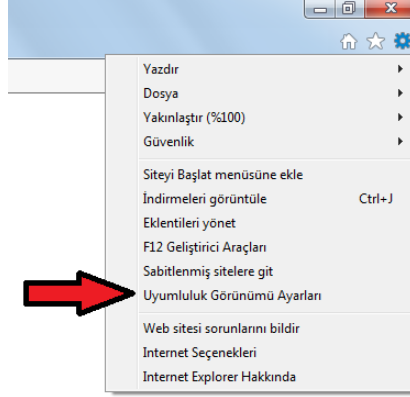 Yazdır
Dosya
Yakınlaştır (%100)
Güvenlik
Siteyi Başlat menüsüne ekle
İndirmeleri görüntüle Ctrl+J
Eklentileri yönet
F12 Geliştirici Araçları
Sabitlenmiş sitelere git
Uyumluluk Görünümü Ayarları
Web sitesi sorunlarını bildir
Internet Seçenekleri
Internet Explorer Hakkında